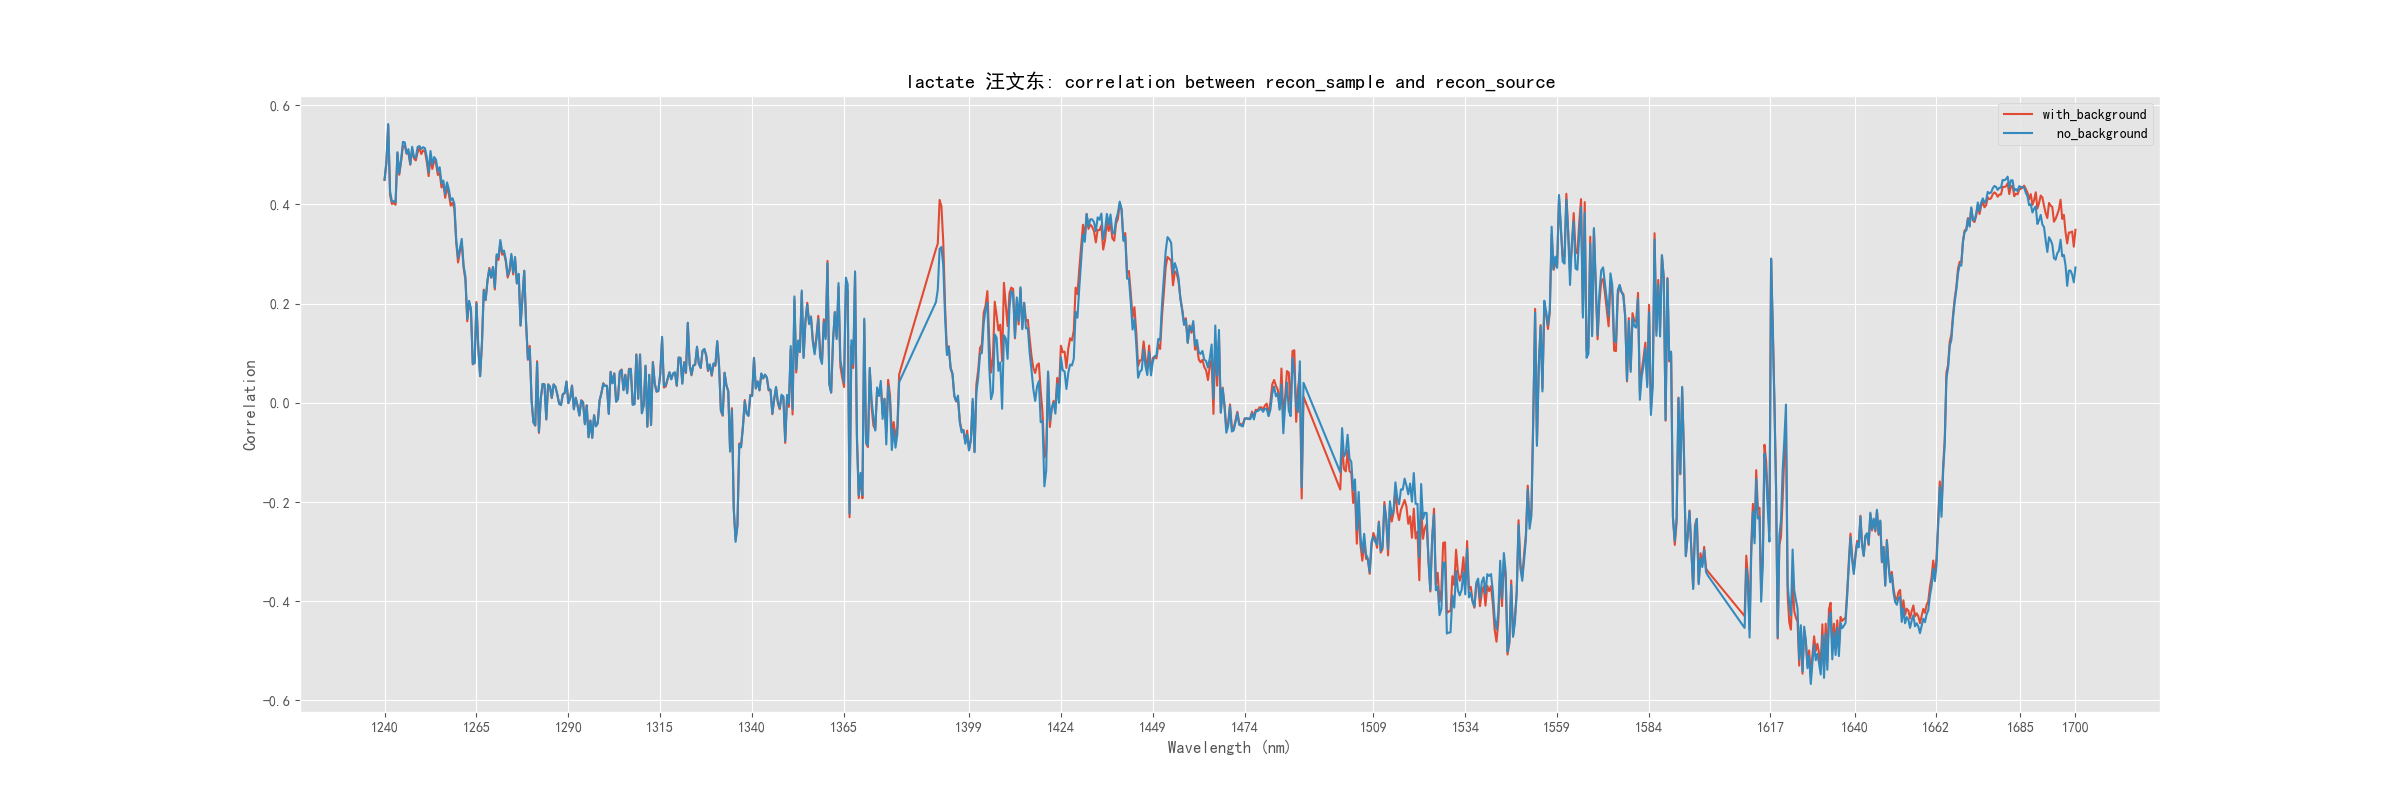 lactate 汪文东: correlation between recon_sample and recon_source
0.6
0.4
0.2
0.0
−0.2
−0.4
−0.6
Correlation
with_background
no_background
1240 1265 1290 1315 1340 1365 1399 1424 1449 1474 1509 1534 1559 1584 1617 1640 1662 1685 1700
Wavelength (nm)